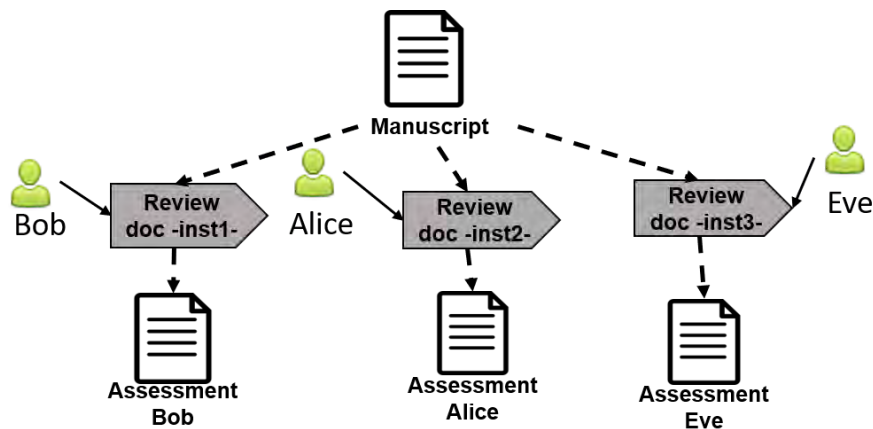 Manuscript
Bob
Review
doc -inst1-
Alice
Review
doc -inst2-
Review
doc -inst3-
Eve
Assessment
Bob
Assessment
Alice
Assessment
Eve